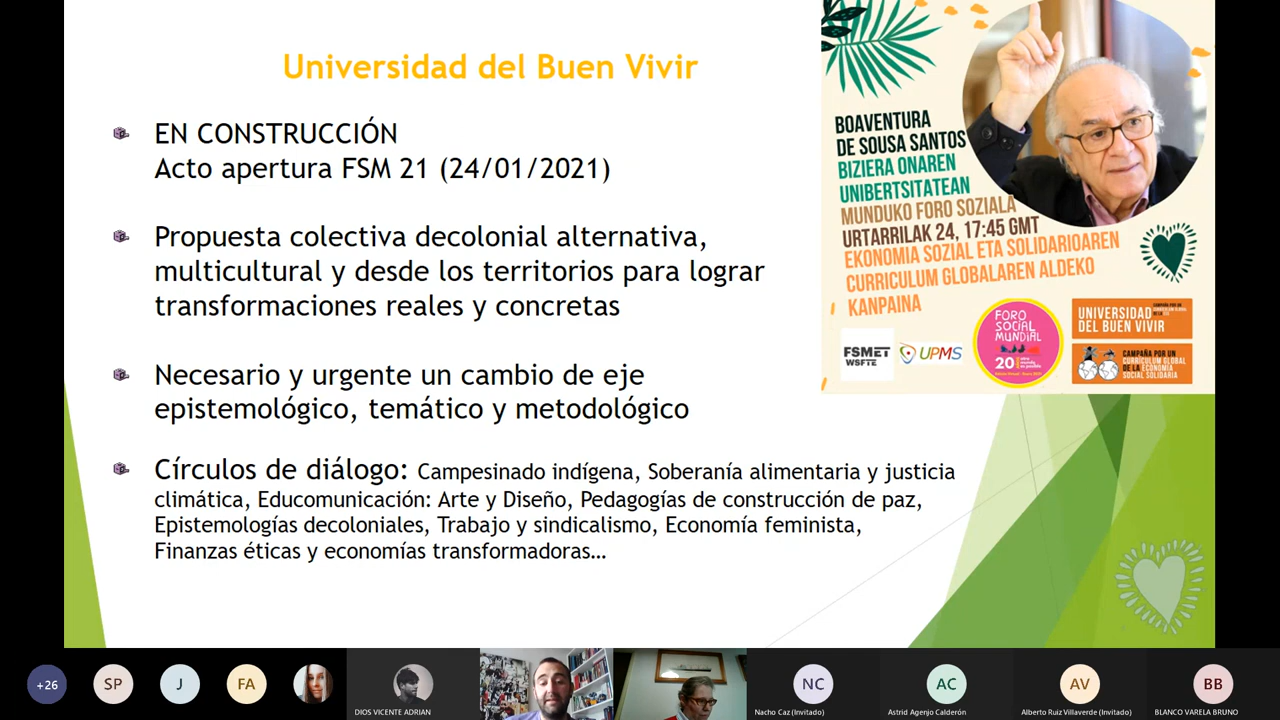 Universidad del Buen Vivir
EN CONSTRUCCIÓN
Acto apertura FSM 21 (24/01/2021)
Propuesta colectiva decolonial alternativa,
multicultural y desde los territorios para lograr
transformaciones reales y concretas
Necesario y urgente un cambio de eje
epistemológico, temático y metodológico
Círculos de diálogo: Campesinado indígena, Soberanía alimentaria y justicia
climática, Educomunicación: Arte y Diseño, Pedagogías de construcción de paz,
Epistemologías decoloniales, Trabajo y sindicalismo, Economía feminista,
Finanzas éticas y economías transformadoras…
BOAVENTURA
DE SOUSA SANTOS
BIZIERA ONAREN
UNIBERTSITATEAN
MUNDUKO FORO SOZIALA
URTARRILAK 24, 17:45 GMT
EKONOMIA SOZIAL ETA SOLIDARIOAREN
CURRICULUM GLOBALAREN ALDEKO
KANPAINA
FSMET
WSFTE
UPMS
FORO
SOCIAL
MUNDIAL
20
UNIVERSIDAD
DEL BUEN VIVIR
CAMPAÑA POR UN
CURRÍCULUM GLOBAL
DE LA ECONOMÍA
SOCIAL SOLIDARIA
+26
SP
J
FA
DIOS VICENTE ADRIAN
NC
Nacho Caz (Invitado)
AC
Astrid Agenjo Calderón
AV
Alberto Ruiz Villaverde (Invitado)
BB
BLANCO VARELA BRUNO